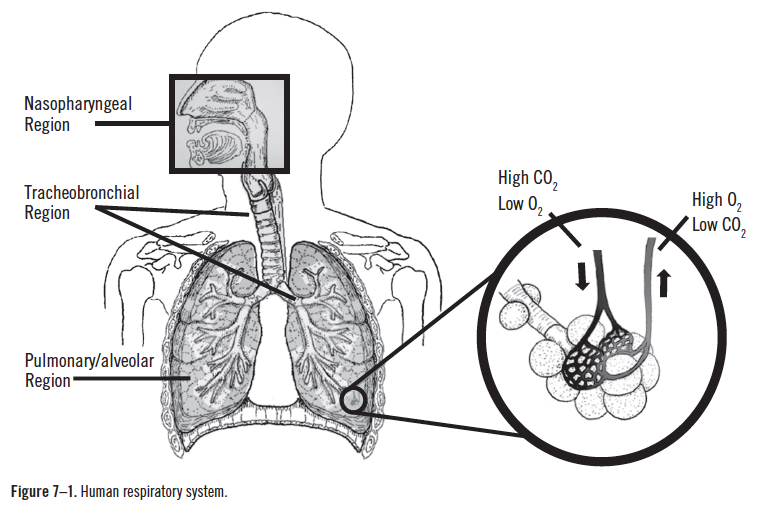 Nasopharyngeal
Region
Tracheobronchial
Region
Pulmonary/alveolar
Region
High CO₂
Low O₂
High O₂
Low CO₂
Figure 7–1. Human respiratory system.